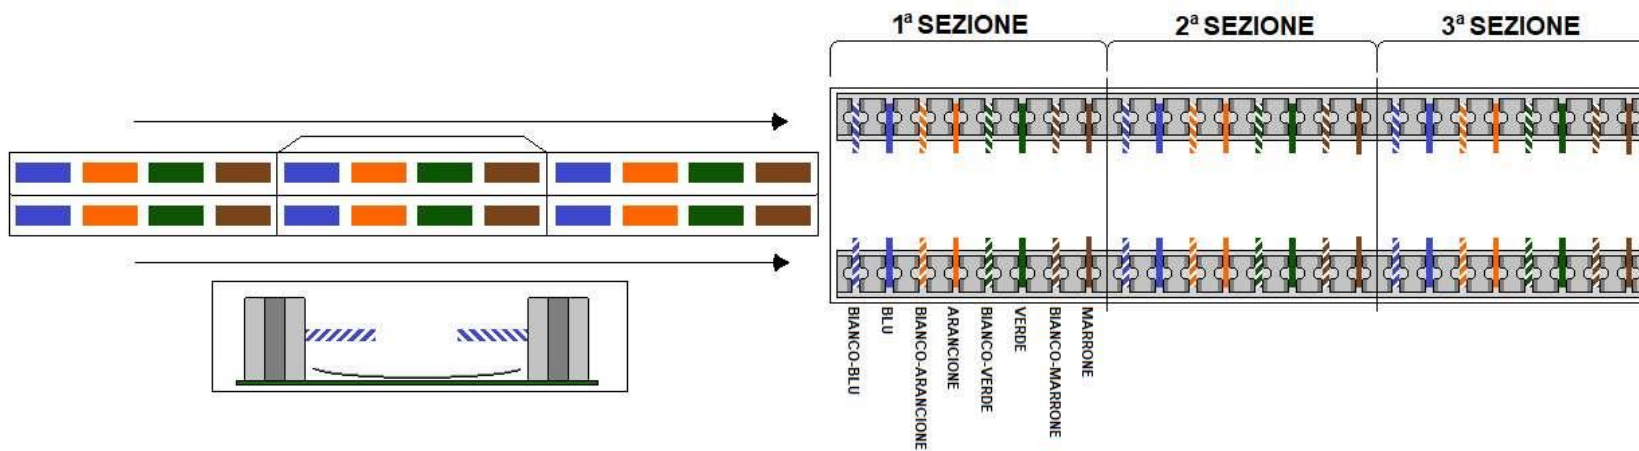 1ª SEZIONE
2ª SEZIONE
3ª SEZIONE
BIANCO-BLU
BLU
BIANCO-ARANCIONE
ARANCIONE
BIANCO-VERDE
VERDE
BIANCO-MARRONE
MARRONE